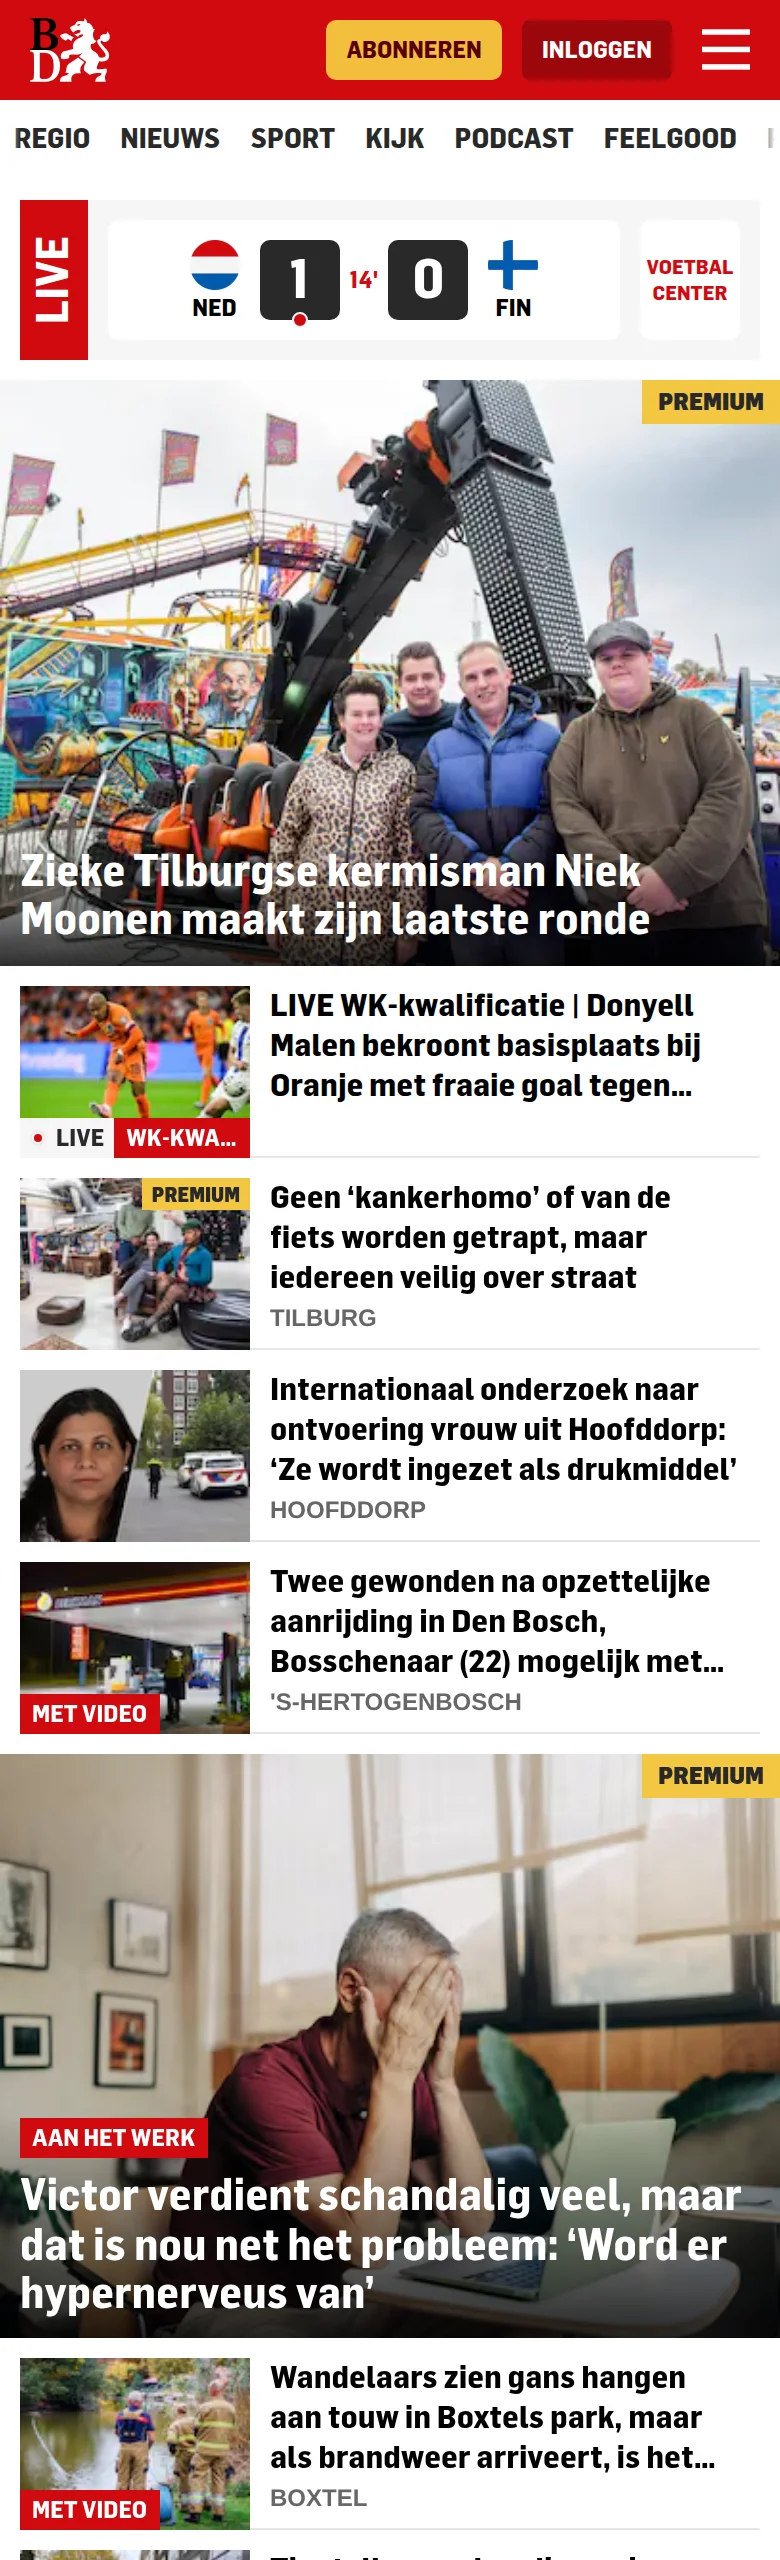 BD
ABONNEREN
INLOGGEN
REGIO NIEUWS SPORT KIJK PODCAST FEELGOOD
LIVE
NED
1
14'
0
FIN
VOETBAL
CENTER
PREMIUM
Zieke Tilburgse kermisman Niek
Moonen maakt zijn laatste ronde
LIVE WK-kwalificatie | Donyell
Malen bekroont basisplaats bij
Oranje met fraaie goal tegen...
LIVE WK-KWA...
PREMIUM
Geen ‘kankerhomo’ of van de
fiets worden getrapt, maar
iedereen veilig over straat
TILBURG
Internationaal onderzoek naar
ontvoering vrouw uit Hoofddorp:
‘Ze wordt ingezet als drukmiddel’
HOOFDDORP
Twee gewonden na opzettelijke
aanrijding in Den Bosch,
Bosschenaar (22) mogelijk met...
'S-HERTOGENBOSCH
MET VIDEO
PREMIUM
AAN HET WERK
Victor verdient schandalig veel, maar
dat is nou net het probleem: ‘Word er
hypernerveus van’
Wandelaars zien gans hangen
aan touw in Boxtels park, maar
als brandweer arriveert, is het...
BOXTEL
MET VIDEO